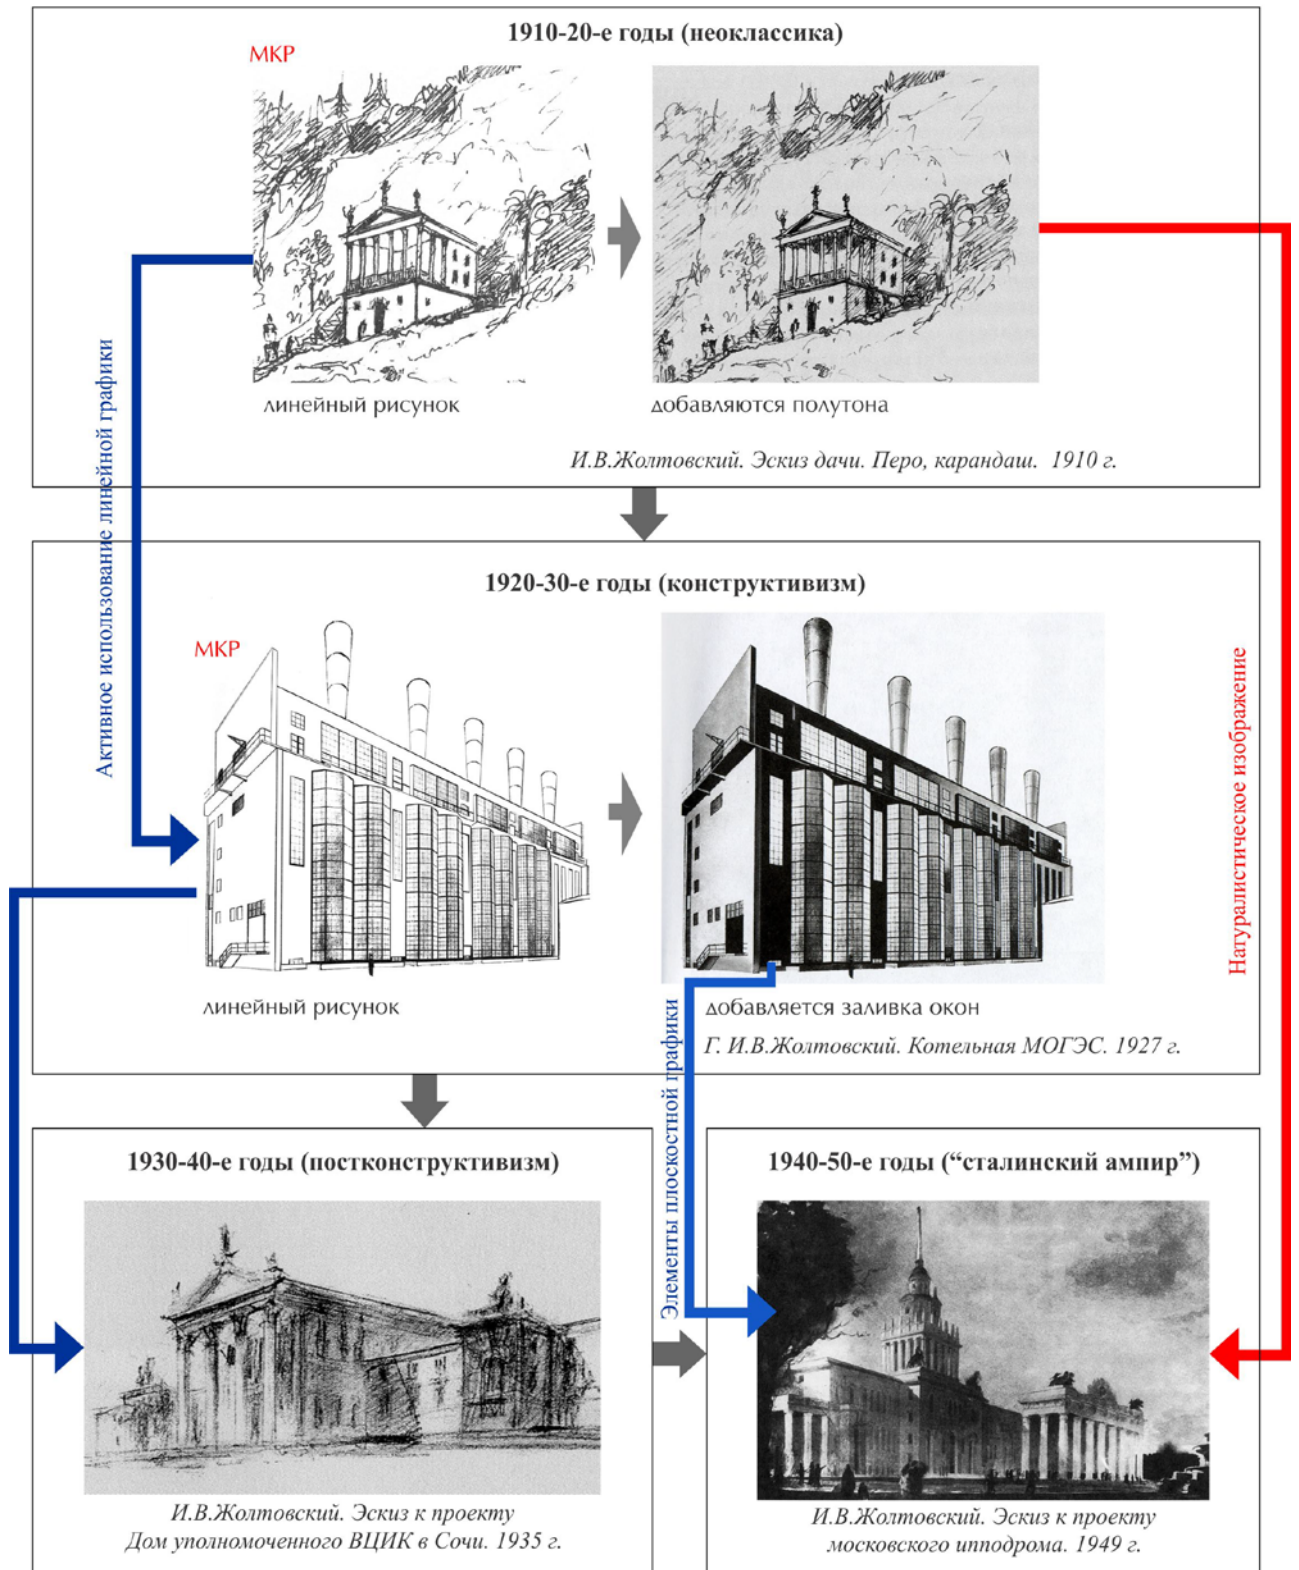 1910-20-е годы (неоклассика)
МКР
линейный рисунок
добавляются полутона
И.В.Жолтовский. Эскиз дачи. Перо, карандаш. 1910 г.
Активное использование линейной графики
1920-30-е годы (конструктивизм)
МКР
Натуралистическое изображение
линейный рисунок
добавляется заливка окон
Г. И.В.Жолтовский. Котельная МОГЭС. 1927 г.
Элементы плоскостной графики
1930-40-е годы (постконструктивизм)
И.В.Жолтовский. Эскиз к проекту
Дом уполномоченного ВЦИК в Сочи. 1935 г.
1940-50-е годы (“сталинский ампир”)
И.В.Жолтовский. Эскиз к проекту
московского ипподрома. 1949 г.